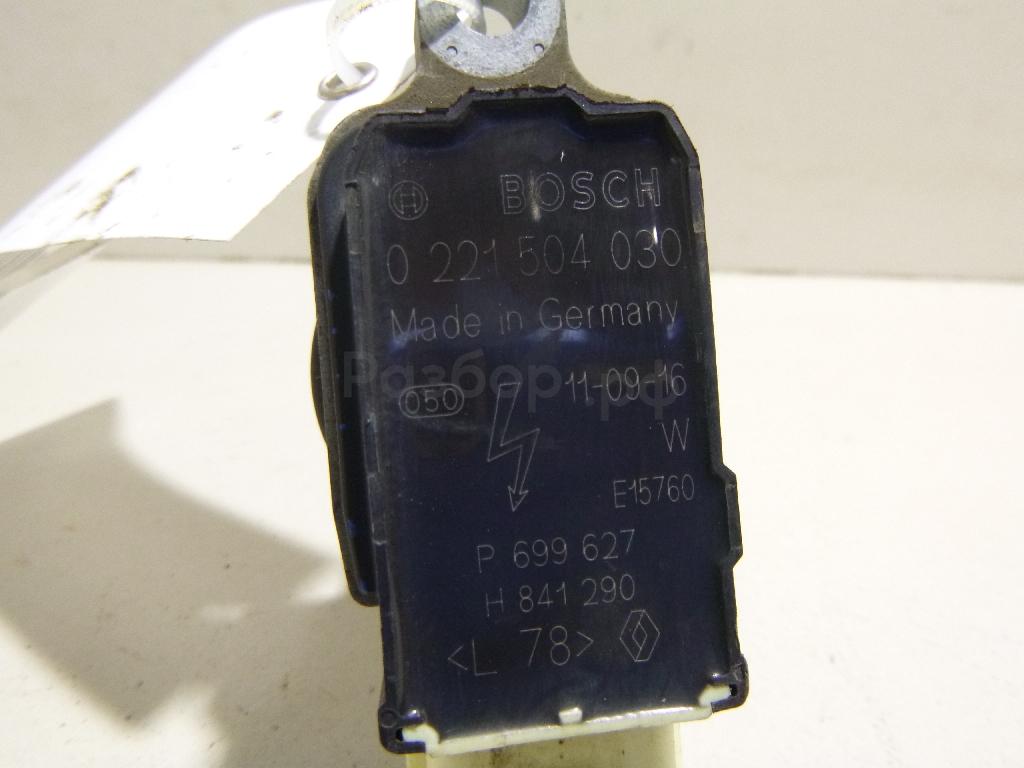 BOSCH
0 221 504 030
Made in Germany
Разбор.рф
050 11-09-16
W
E15760
P 699 627
H 841 290
<L 78>